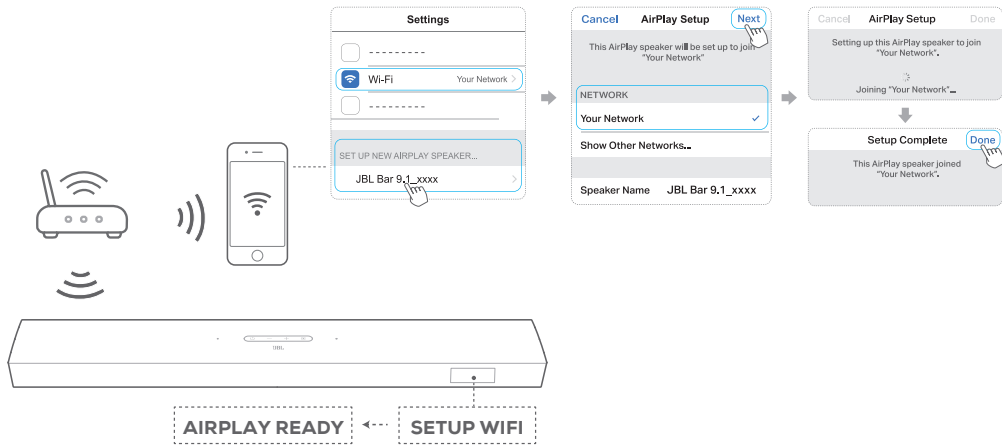 Settings
Wi-Fi Your Network
SET UP NEW AIRPLAY SPEAKER...
JBL Bar 9.1_xxxx
Cancel AirPlay Setup Next
This AirPlay speaker will be set up to join
"Your Network"
NETWORK
Your Network
Show Other Networks...
Speaker Name JBL Bar 9.1_xxxx
Cancel AirPlay Setup Done
Setting up this AirPlay speaker to join
"Your Network".
Joining "Your Network"...
Setup Complete Done
This AirPlay speaker joined
"Your Network".
JBL
AIRPLAY READY SETUP WIFI